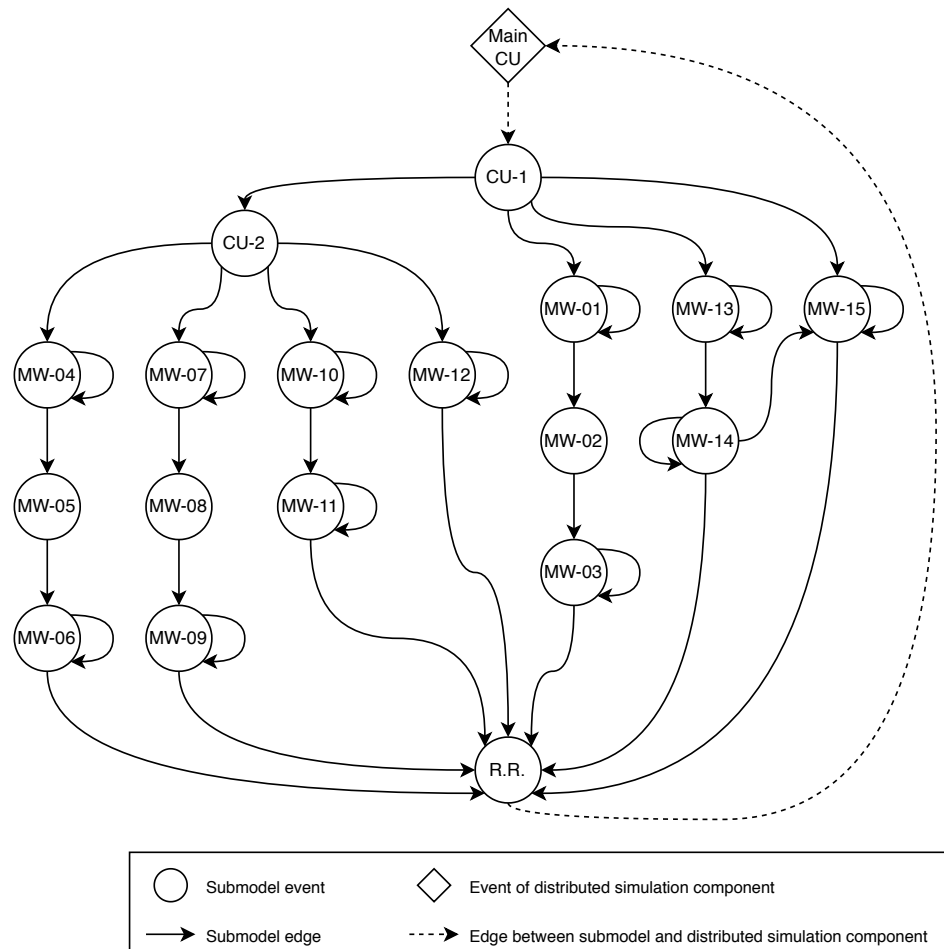 Main
CU
CU-1
CU-2
MW-01
MW-13
MW-15
MW-04
MW-07
MW-10
MW-12
MW-02
MW-14
MW-05
MW-08
MW-11
MW-03
MW-06
MW-09
R.R.
Submodel event
Event of distributed simulation component
Submodel edge
Edge between submodel and distributed simulation component